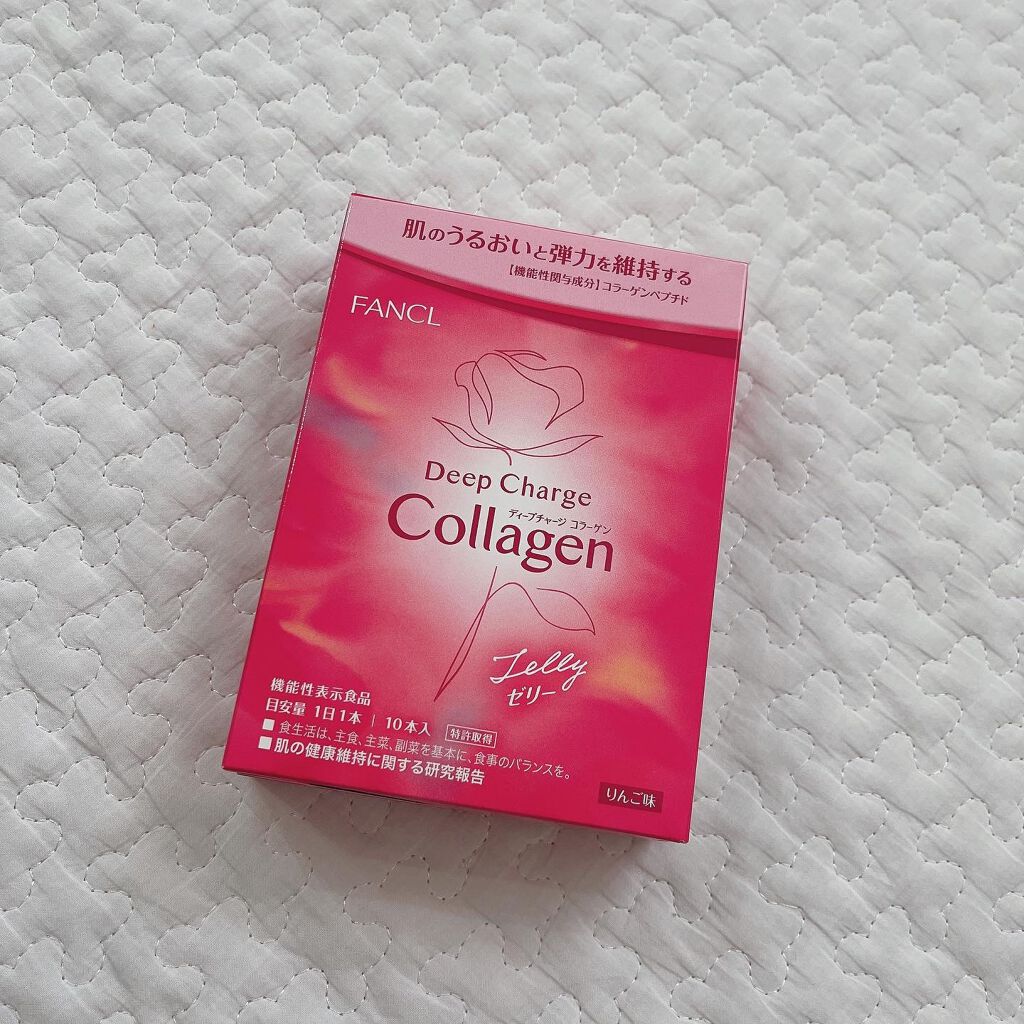 肌のうるおいと弾力を維持する
【機能性関与成分】コラーゲンペプチド
FANCL
Deep Charge
ディープチャージ コラーゲン
Collagen
Jelly
ゼリー
機能性表示食品
目安量 1日1本 | 10本入 特許取得
■食生活は、主食、主菜、副菜を基本に、食事のバランスを。
■肌の健康維持に関する研究報告
りんご味